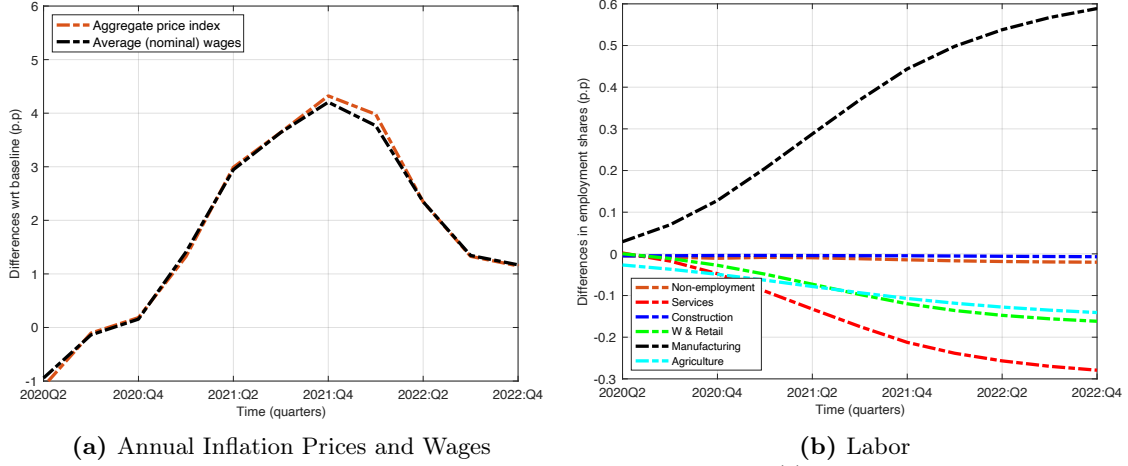 6
5
4
3
2
1
0
-1
Differences wrt baseline (p.p)
Aggregate price index
Average (nominal) wages
2020:Q2 2020:Q4 2021:Q2 2021:Q4 2022:Q2 2022:Q4
Time (quarters)
(a) Annual Inflation Prices and Wages
0.6
0.5
0.4
0.3
0.2
0.1
0
-0.1
-0.2
-0.3
Differences in employment shares (p.p)
Non-employment
Services
Construction
W & Retail
Manufacturing
Agriculture
2020:Q2 2020:Q4 2021:Q2 2021:Q4 2022:Q2 2022:Q4
Time (quarters)
(b) Labor